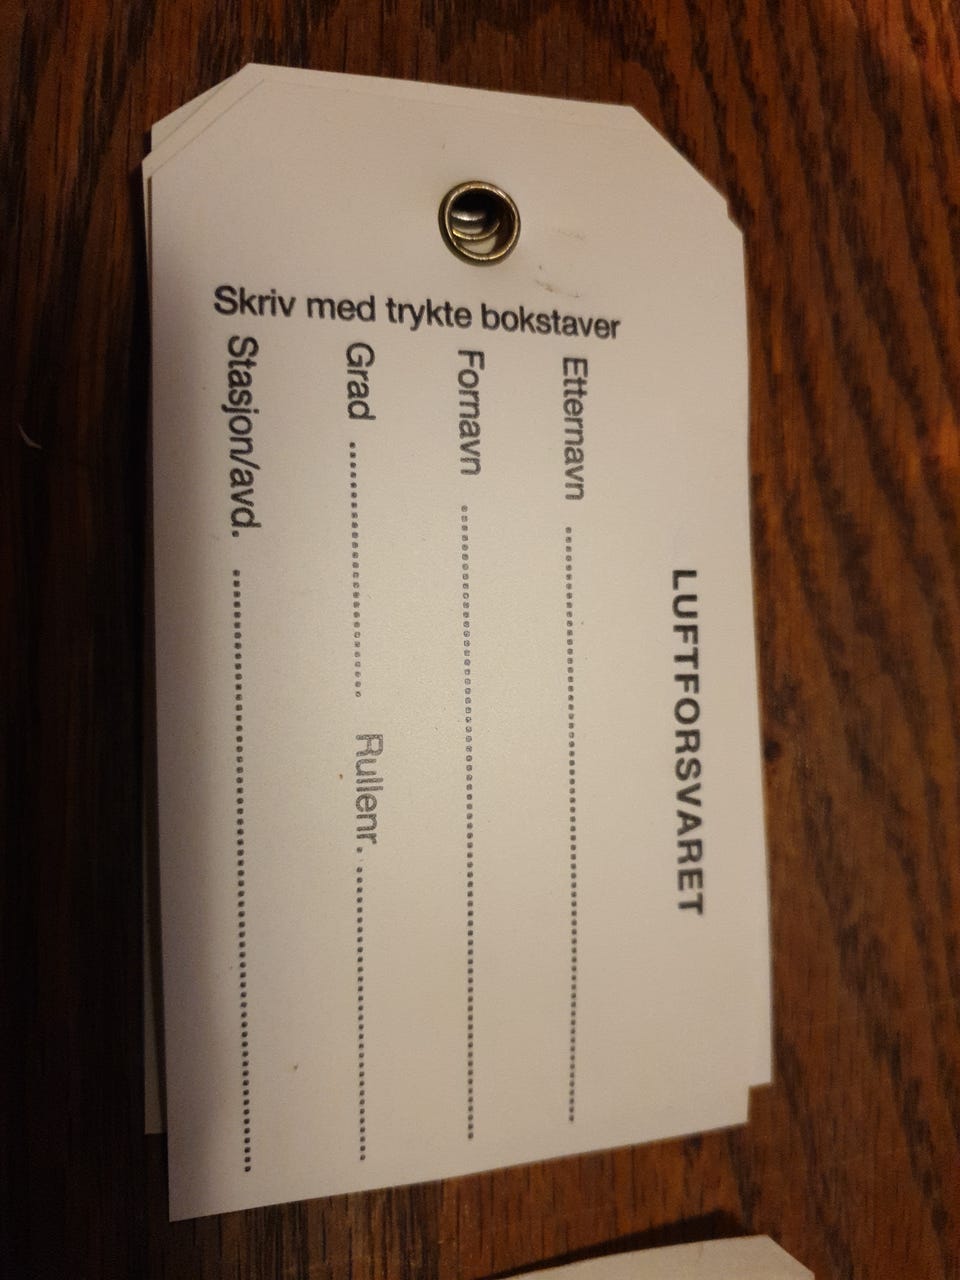 LUFTFORSVARET
Skriv med trykte bokstaver
Etternavn ........................................................
Fornavn ........................................................
Grad ........................ Rullenr. ............................
Stasjon/avd. ........................................................